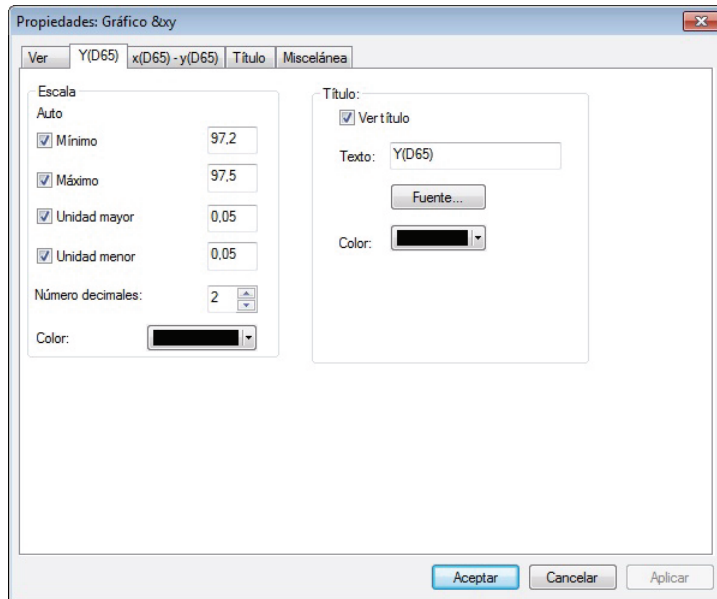 Propiedades: Gráfico &xy
Ver Y(D65) x(D65) - y(D65) Título Miscelánea
Escala
Auto
Mínimo 97,2
Máximo 97,5
Unidad mayor 0,05
Unidad menor 0,05
Número decimales: 2
Color:
Título:
Ver título
Texto: Y(D65)
Fuente...
Color:
Aceptar Cancelar Aplicar